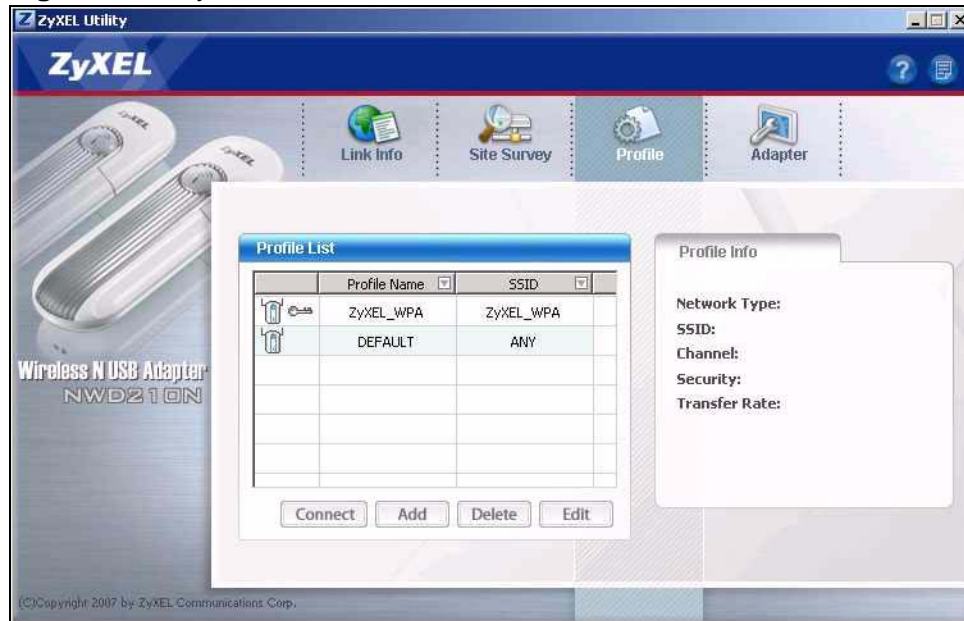 ZyXEL Utility
ZyXEL
Link Info
Site Survey
Profile
Adapter
ZyXEL
ZyXEL
Profile List
Profile Name SSID
ZyXEL_WPA ZyXEL_WPA
DEFAULT ANY
Connect Add Delete Edit
Profile Info
Network Type:
SSID:
Channel:
Security:
Transfer Rate:
Wireless N USB Adapter
NWD210N
(C)Copyright 2007 by ZyXEL Communications Corp.